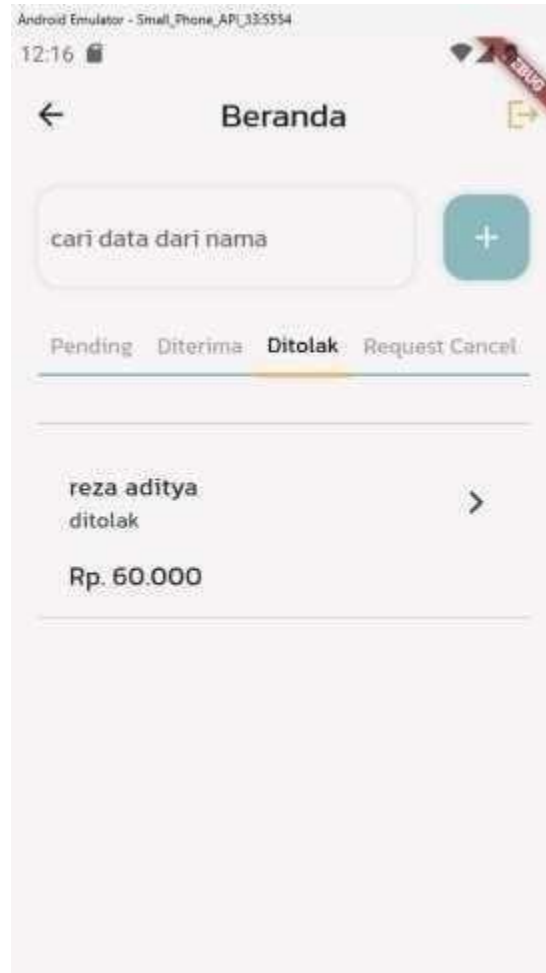 Android Emulator - Small_Phone_API_33:5554
12:16
DEBUG
Beranda
cari data dari nama
+
Pending Diterima Ditolak Request Cancel
reza aditya
ditolak
Rp. 60.000